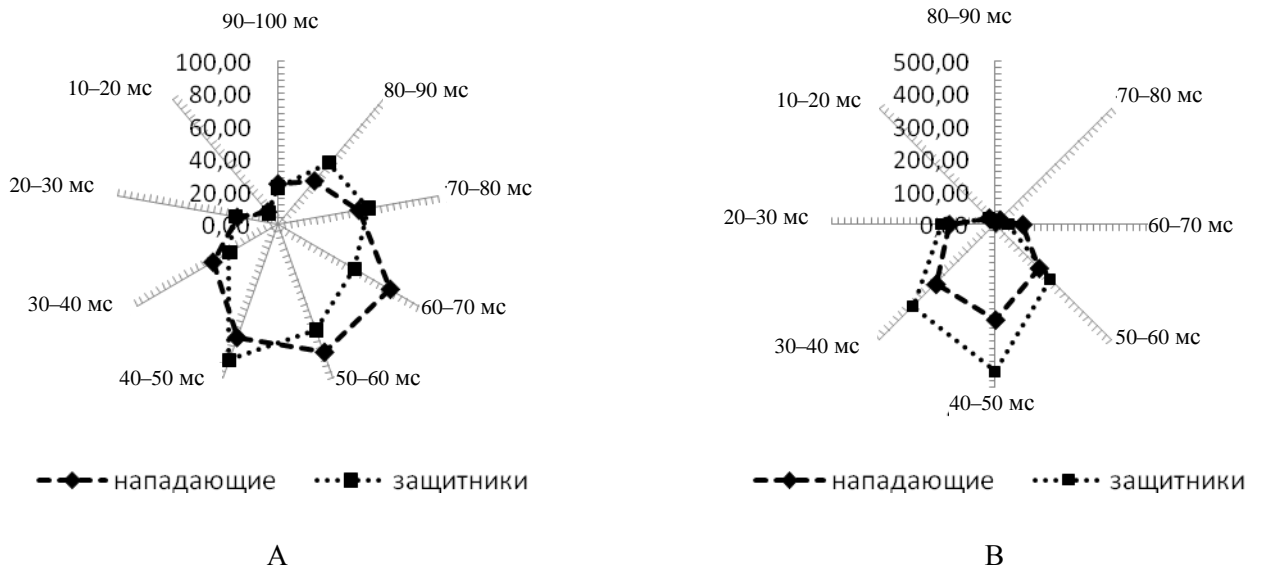 90–100 мс
100,00
80,00
60,00
40,00
20,00
0,00
80–90 мс
70–80 мс
60–70 мс
50–60 мс
40–50 мс
30–40 мс
20–30 мс
10–20 мс
нападающие защитники
А
80–90 мс
500,00
400,00
300,00
200,00
100,00
0,00
70–80 мс
60–70 мс
50–60 мс
40–50 мс
30–40 мс
20–30 мс
10–20 мс
нападающие защитники
В